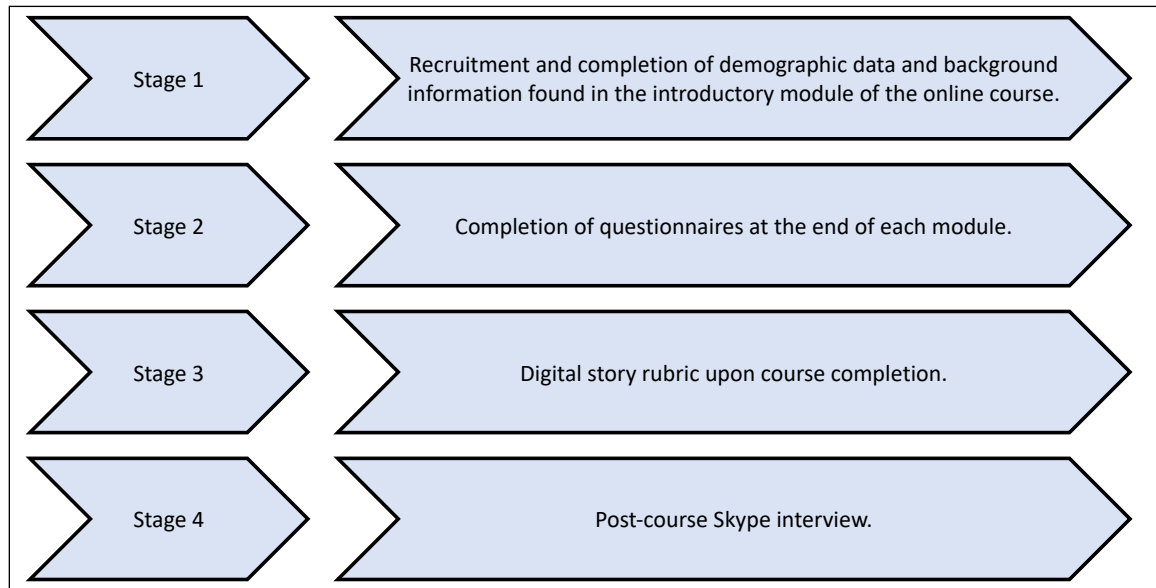 Stage 1
Recruitment and completion of demographic data and background
information found in the introductory module of the online course.
Stage 2
Completion of questionnaires at the end of each module.
Stage 3
Digital story rubric upon course completion.
Stage 4
Post-course Skype interview.